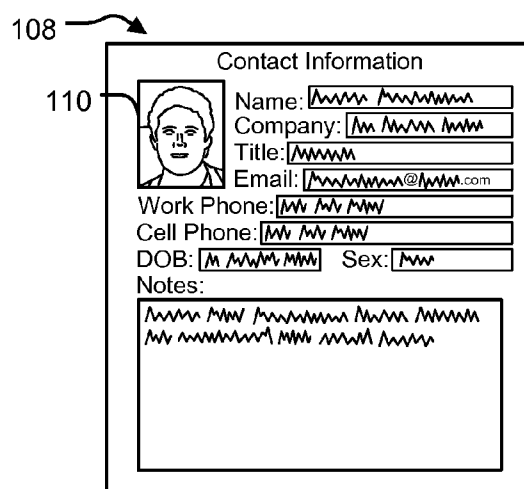 108
Contact Information
110
Name:
Company:
Title:
Email: @ .com
Work Phone:
Cell Phone:
DOB: Sex:
Notes: